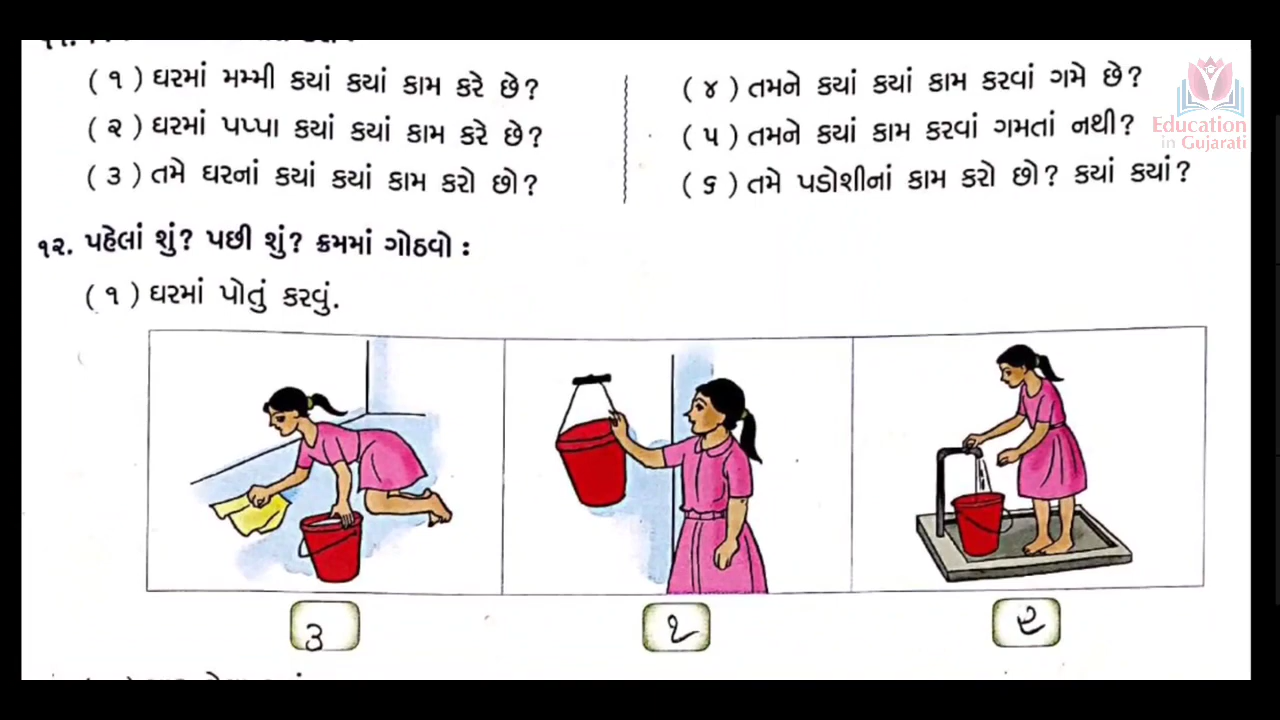 (૧) ઘરમાં મમ્મી કયાં કયાં કામ કરે છે?
(૨) ઘરમાં પપ્પા કયાં કયાં કામ કરે છે?
(૩) તમે ઘરનાં કયાં કયાં કામ કરો છો?
(૪) તમને કયાં કયાં કામ કરવાં ગમે છે?
(૫) તમને કયાં કામ કરવાં ગમતાં નથી?
(૬) તમે પડોશીનાં કામ કરો છો? કયાં કયાં?
Education
in Gujarati
૧૨. પહેલાં શું? પછી શું? ક્રમમાં ગોઠવો :
(૧) ઘરમાં પોતું કરવું.
૩ ૧ ૨